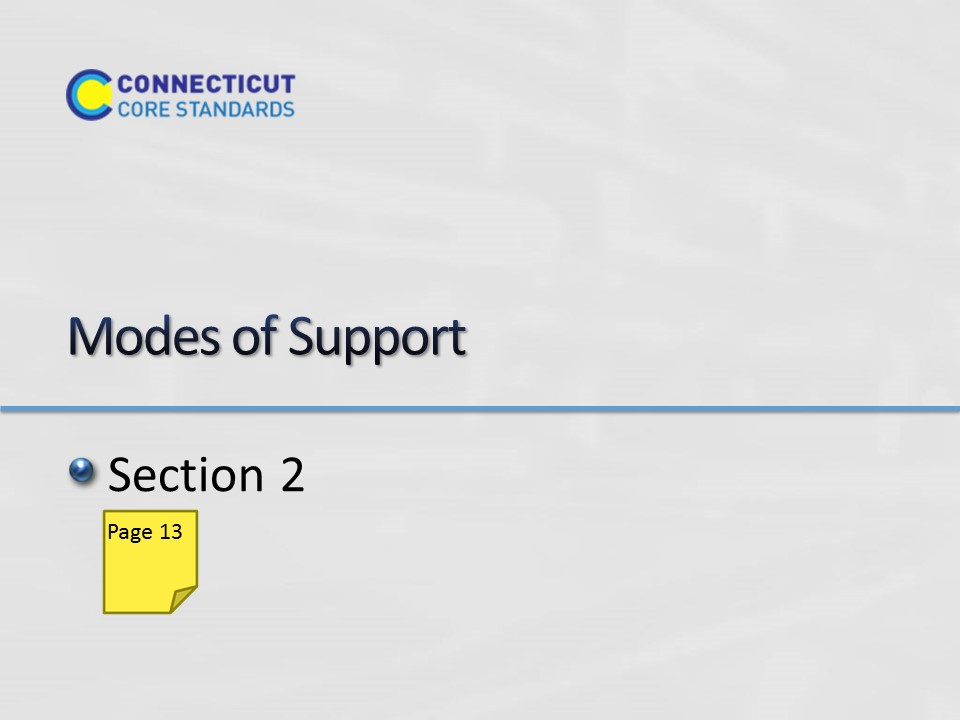 CONNECTICUT
CORE STANDARDS
Modes of Support
Section 2
Page 13